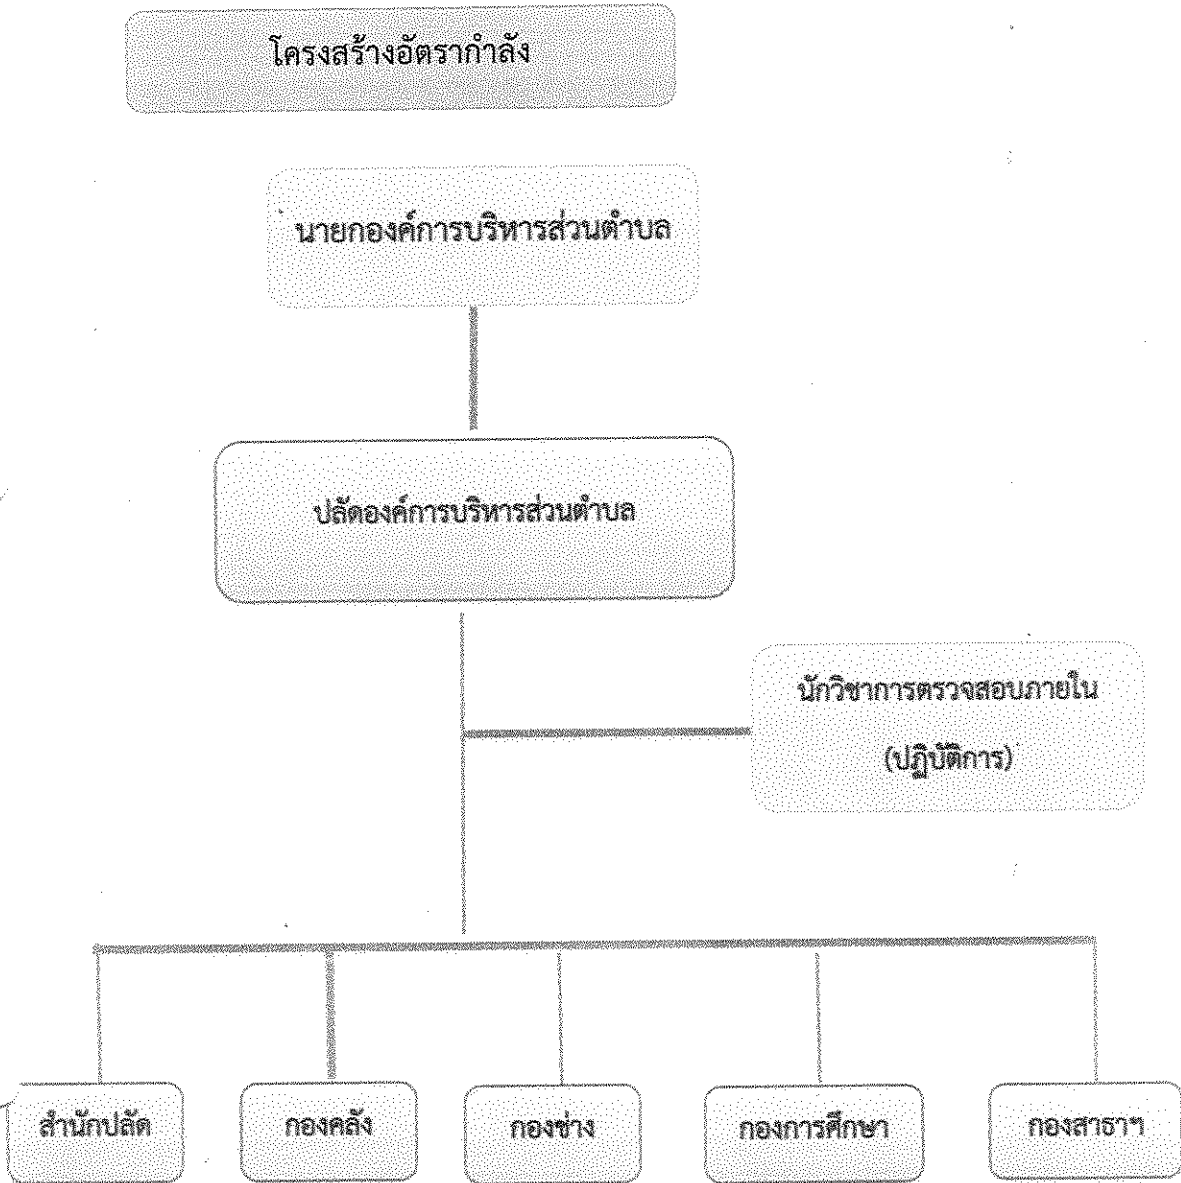 โครงสร้างอัตรากำลัง
นายกองค์การบริหารส่วนตำบล
ปลัดองค์การบริหารส่วนตำบล
นักวิชาการตรวจสอบภายใน
(ปฏิบัติการ)
สำนักปลัด
กองคลัง
กองช่าง
กองการศึกษา
กองสาธาฯ